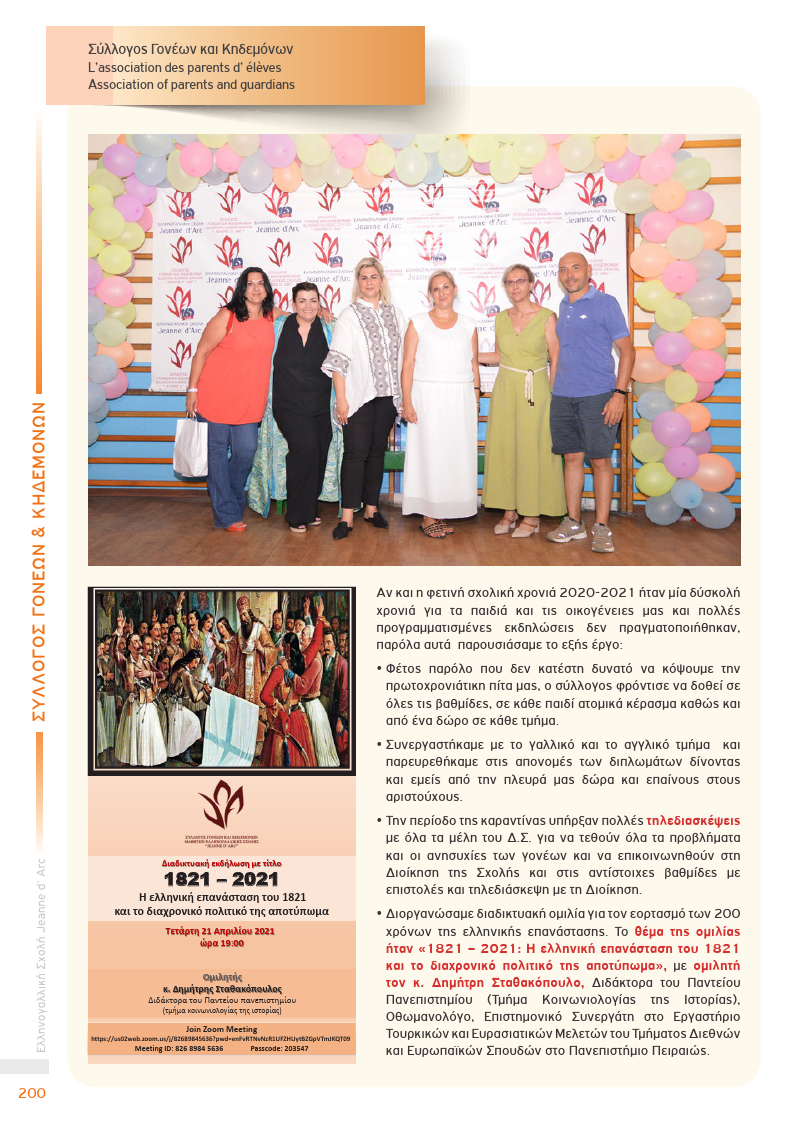 Σύλλογος Γονέων και Κηδεμόνων
L'association des parents d' élèves
Association of parents and guardians
ΣΥΛΛΟΓΟΣ ΓΟΝΕΩΝ & ΚΗΔΕΜΟΝΩΝ
Ελληνογαλλική Σχολή Jeanne d' Arc
Jeanne d'Arc
ΣΥΛΛΟΓΟΣ ΓΟΝΕΩΝ ΚΑΙ ΚΗΔΕΜΟΝΩΝ
ΜΑΘΗΤΩΝ ΕΛΛΗΝΟΓΑΛΛΙΚΗΣ ΣΧΟΛΗΣ
"JEANNE D' ARC"
Διαδικτυακή εκδήλωση με τίτλο
1821 – 2021
Η ελληνική επανάσταση του 1821
και το διαχρονικό πολιτικό της αποτύπωμα
Τετάρτη 21 Απριλίου 2021
ώρα 19:00
Ομιλητής
κ. Δημήτρης Σταθακόπουλος
Διδάκτορα του Παντείου πανεπιστημίου
(τμήμα κοινωνιολογίας της ιστορίας)
Join Zoom Meeting
Meeting ID: 826 8984 5636 Passcode: 203547
Αν και η φετινή σχολική χρονιά 2020-2021 ήταν μία δύσκολή
χρονιά για τα παιδιά και τις οικογένειες μας και πολλές
προγραμματισμένες εκδηλώσεις δεν πραγματοποιήθηκαν,
παρόλα αυτά παρουσιάσαμε το εξής έργο:
• Φέτος παρόλο που δεν κατέστη δυνατό να κόψουμε την
πρωτοχρονιάτικη πίτα μας, ο σύλλογος φρόντισε να δοθεί σε
όλες τις βαθμίδες, σε κάθε παιδί ατομικά κέρασμα καθώς και
από ένα δώρο σε κάθε τμήμα.
• Συνεργαστήκαμε με το γαλλικό και το αγγλικό τμήμα και
παρευρεθήκαμε στις απονομές των διπλωμάτων δίνοντας
και εμείς από την πλευρά μας δώρα και επαίνους στους
αριστούχους.
• Την περίοδο της καραντίνας υπήρξαν πολλές τηλεδιασκέψεις
με όλα τα μέλη του Δ.Σ. για να τεθούν όλα τα προβλήματα
και οι ανησυχίες των γονέων και να επικοινωνηθούν στη
Διοίκηση της Σχολής και στις αντίστοιχες βαθμίδες με
επιστολές και τηλεδιάσκεψη με τη Διοίκηση.
• Διοργανώσαμε διαδικτυακή ομιλία για τον εορτασμό των 200
χρόνων της ελληνικής επανάστασης. Το θέμα της ομιλίας
ήταν «1821 – 2021: Η ελληνική επανάσταση του 1821
και το διαχρονικό πολιτικό της αποτύπωμα», με ομιλητή
τον κ. Δημήτρη Σταθακόπουλο, Διδάκτορα του Παντείου
Πανεπιστημίου (Τμήμα Κοινωνιολογίας της Ιστορίας),
Οθωμανολόγο, Επιστημονικό Συνεργάτη στο Εργαστήριο
Τουρκικών και Ευρασιατικών Μελετών του Τμήματος Διεθνών
και Ευρωπαϊκών Σπουδών στο Πανεπιστήμιο Πειραιώς.
200